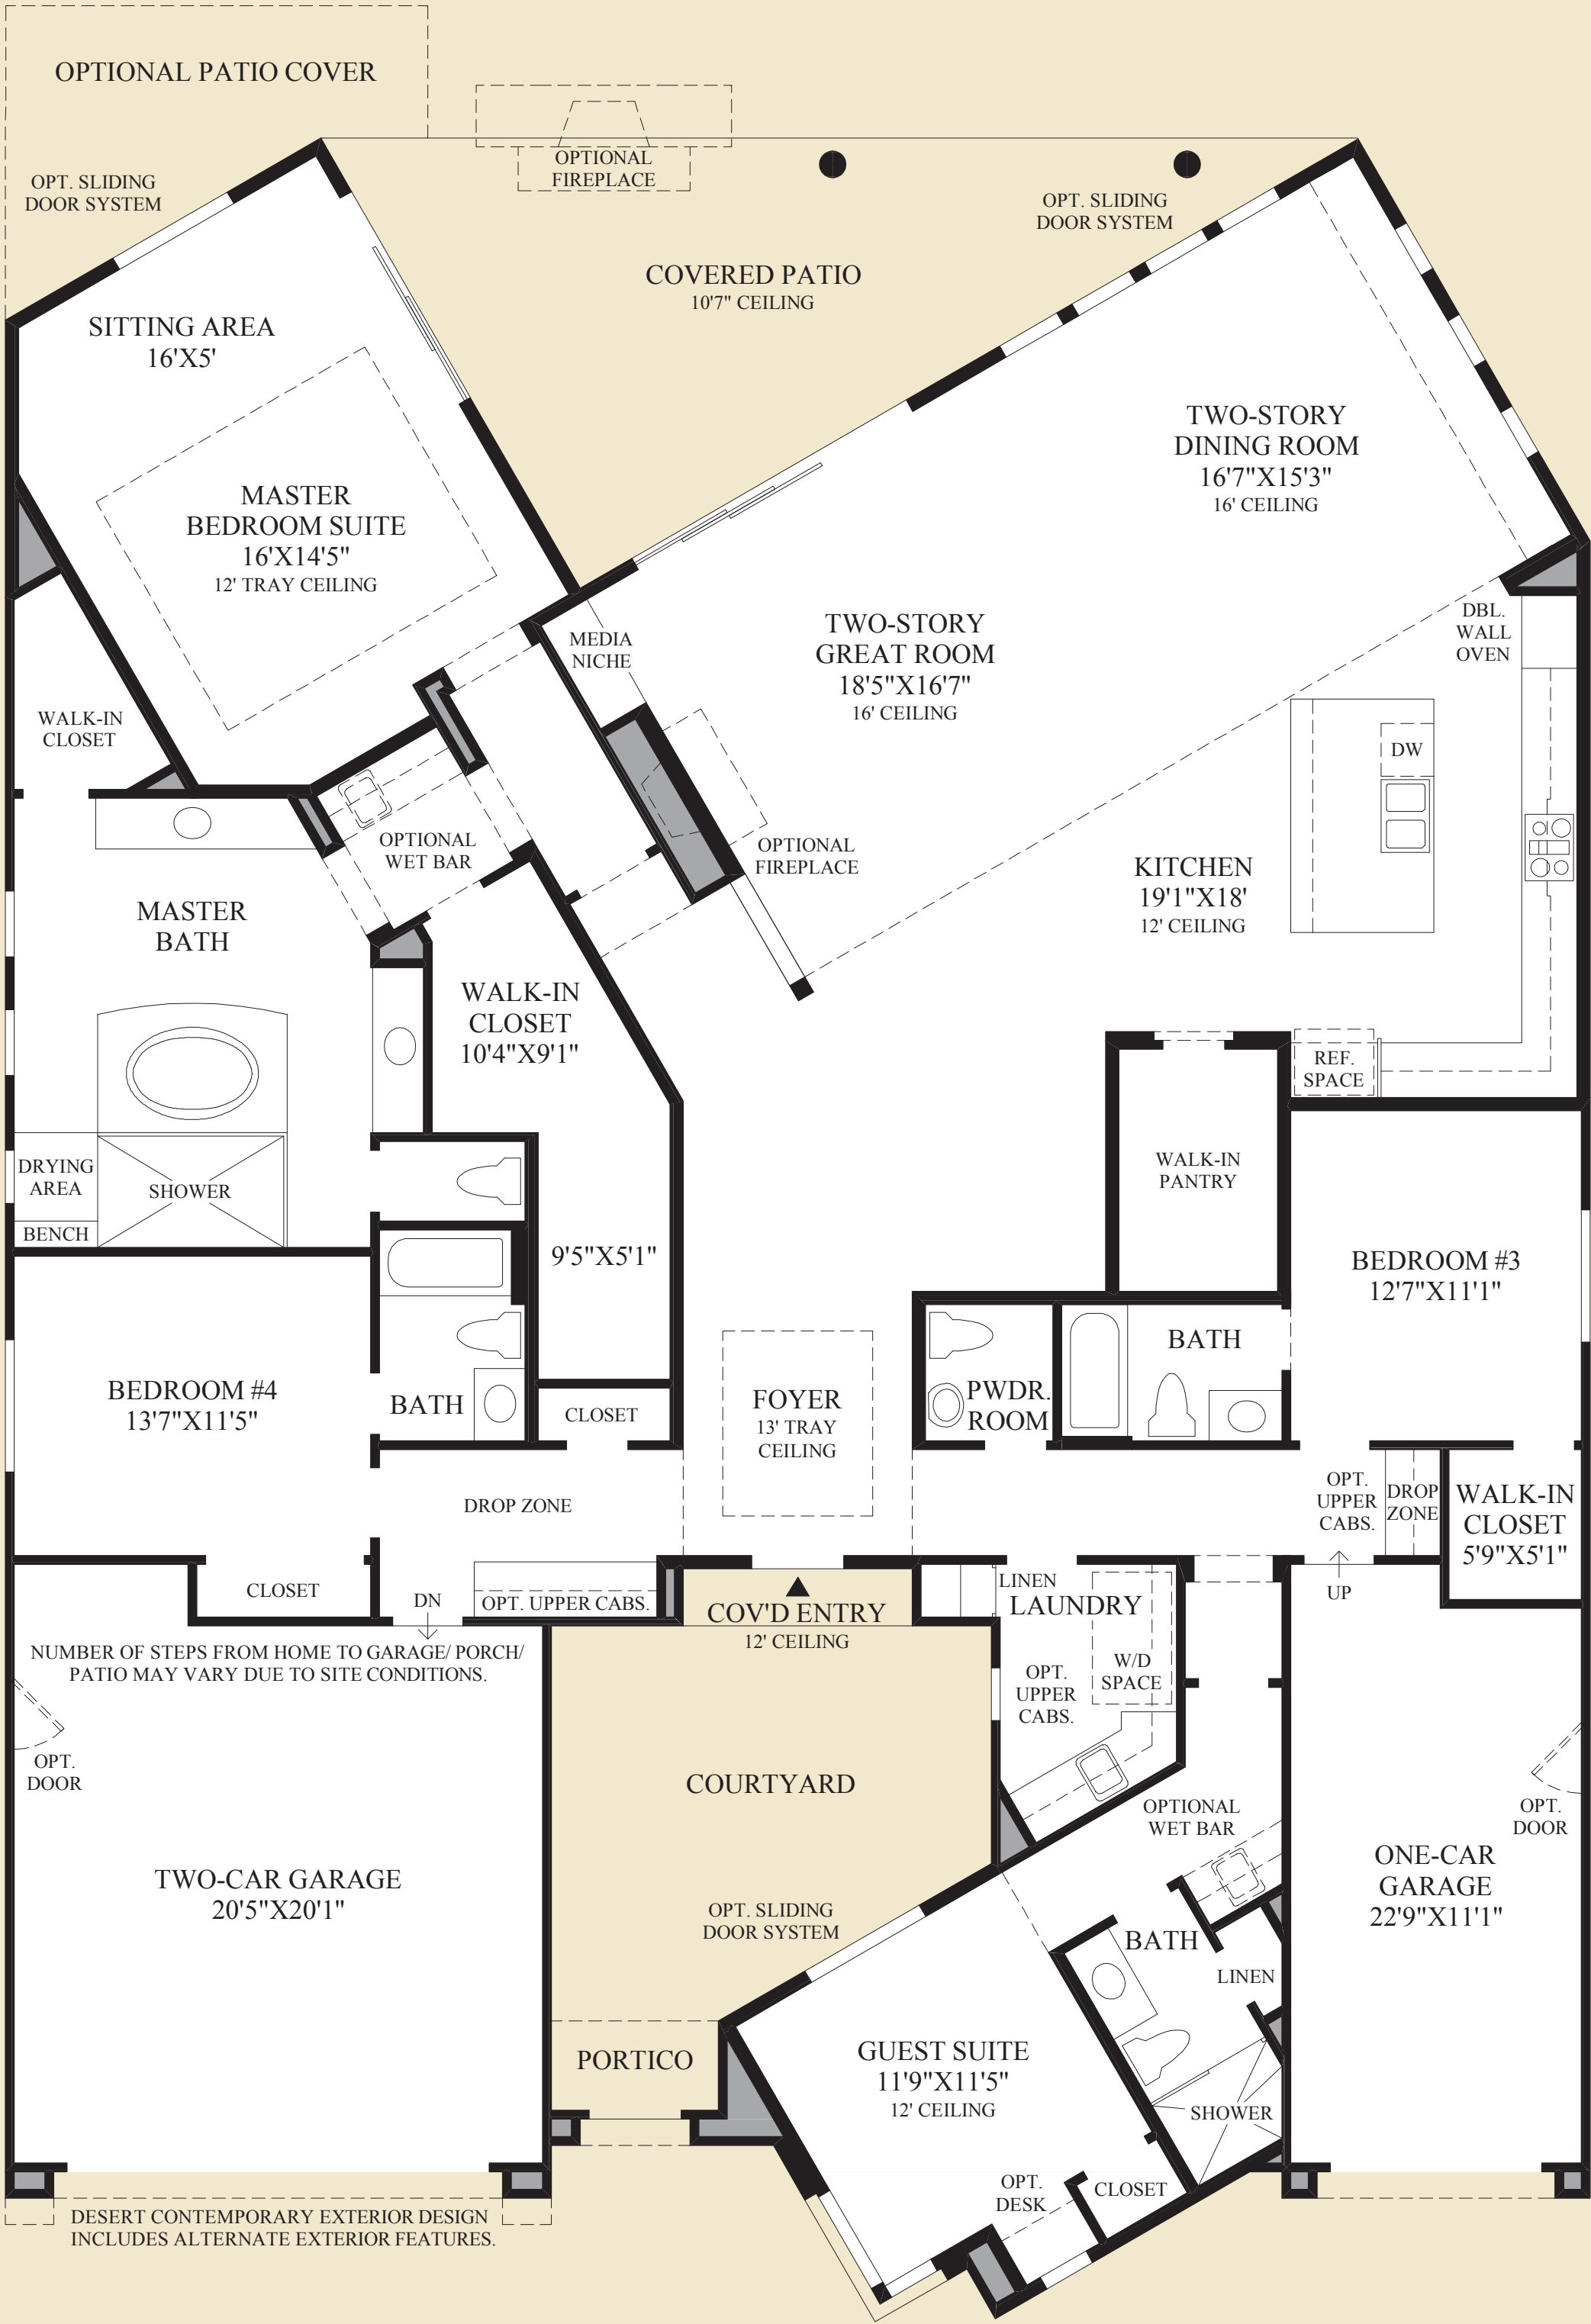 OPTIONAL PATIO COVER
OPTIONAL
FIREPLACE
OPT. SLIDING
DOOR SYSTEM
OPT. SLIDING
DOOR SYSTEM
COVERED PATIO
10'7" CEILING
SITTING AREA
16'X5'
TWO-STORY
DINING ROOM
16'7"X15'3"
16' CEILING
MASTER
BEDROOM SUITE
16'X14'5"
12' TRAY CEILING
MEDIA
NICHE
TWO-STORY
GREAT ROOM
18'5"X16'7"
16' CEILING
DBL.
WALL
OVEN
WALK-IN
CLOSET
DW
OPTIONAL
WET BAR
OPTIONAL
FIREPLACE
KITCHEN
19'1"X18'
12' CEILING
MASTER
BATH
WALK-IN
CLOSET
10'4"X9'1"
REF.
SPACE
DRYING
AREA
SHOWER
BENCH
WALK-IN
PANTRY
9'5"X5'1"
BEDROOM #3
12'7"X11'1"
BEDROOM #4
13'7"X11'5"
BATH
CLOSET
FOYER
13' TRAY
CEILING
PWDR.
ROOM
BATH
DROP ZONE
OPT.
UPPER
CABS.
DROP
ZONE
WALK-IN
CLOSET
5'9"X5'1"
CLOSET
DN
OPT. UPPER CABS.
COV'D ENTRY
12' CEILING
LINEN
LAUNDRY
UP
NUMBER OF STEPS FROM HOME TO GARAGE/ PORCH/
PATIO MAY VARY DUE TO SITE CONDITIONS.
OPT.
UPPER
CABS.
W/D
SPACE
OPT.
DOOR
COURTYARD
OPTIONAL
WET BAR
OPT.
DOOR
TWO-CAR GARAGE
20'5"X20'1"
ONE-CAR
GARAGE
22'9"X11'1"
OPT. SLIDING
DOOR SYSTEM
BATH
LINEN
PORTICO
GUEST SUITE
11'9"X11'5"
12' CEILING
SHOWER
OPT.
DESK
CLOSET
DESERT CONTEMPORARY EXTERIOR DESIGN
INCLUDES ALTERNATE EXTERIOR FEATURES.